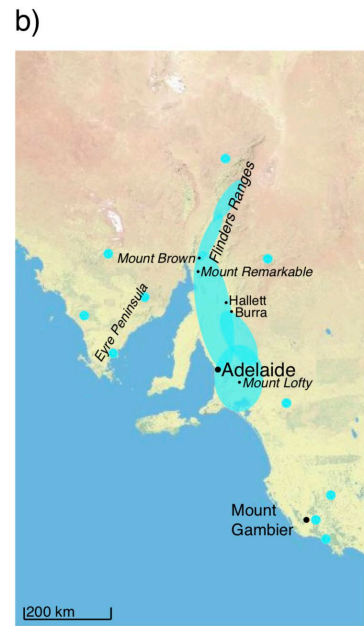 b)
Flinders Ranges
Mount Brown
Mount Remarkable
Eyre Peninsula
Hallett
Burra
Adelaide
Mount Lofty
Mount
Gambier
200 km